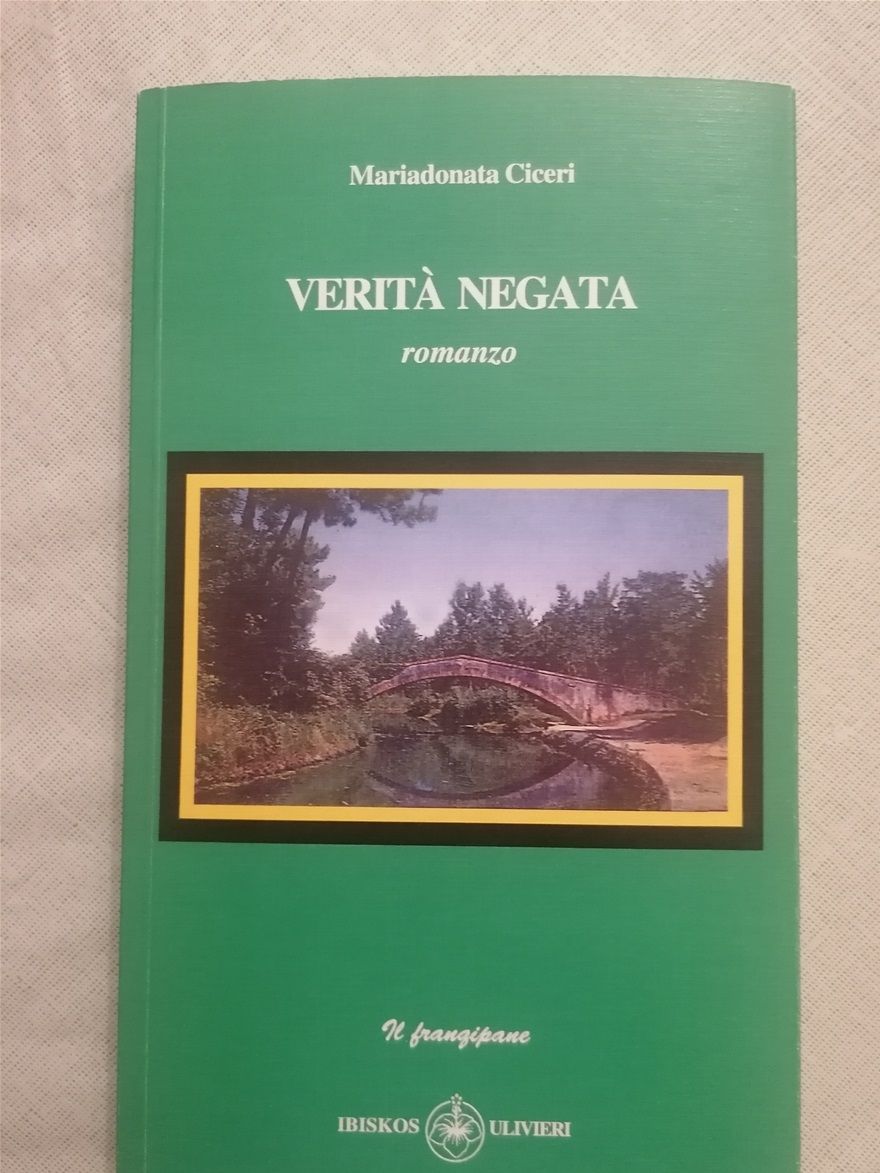 Mariadonata Ciceri
VERITÀ NEGATA
romanzo
Il frangipane
IBISKOS ULIVIERI